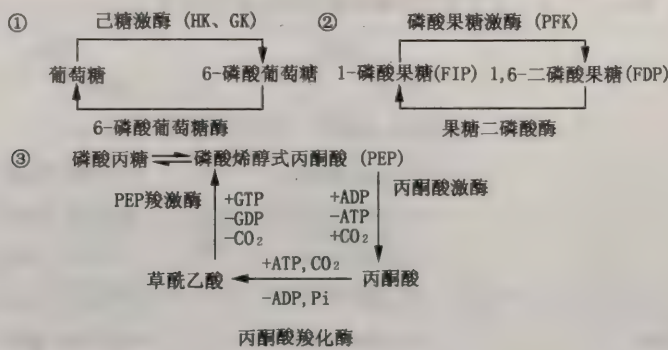 ① 己糖激酶 (HK、GK) ② 磷酸果糖激酶 (PFK)
葡萄糖 6-磷酸葡萄糖 1-磷酸果糖(FIP) 1,6-二磷酸果糖(FDP)
6-磷酸葡萄糖酶 果糖二磷酸酶
③ 磷酸丙糖 磷酸烯醇式丙酮酸 (PEP)
PEP羧激酶 +GTP +ADP 丙酮酸激酶
-GDP -ATP
-CO₂ +CO₂
+ATP,CO₂
草酰乙酸 丙酮酸
-ADP,Pi
丙酮酸羧化酶